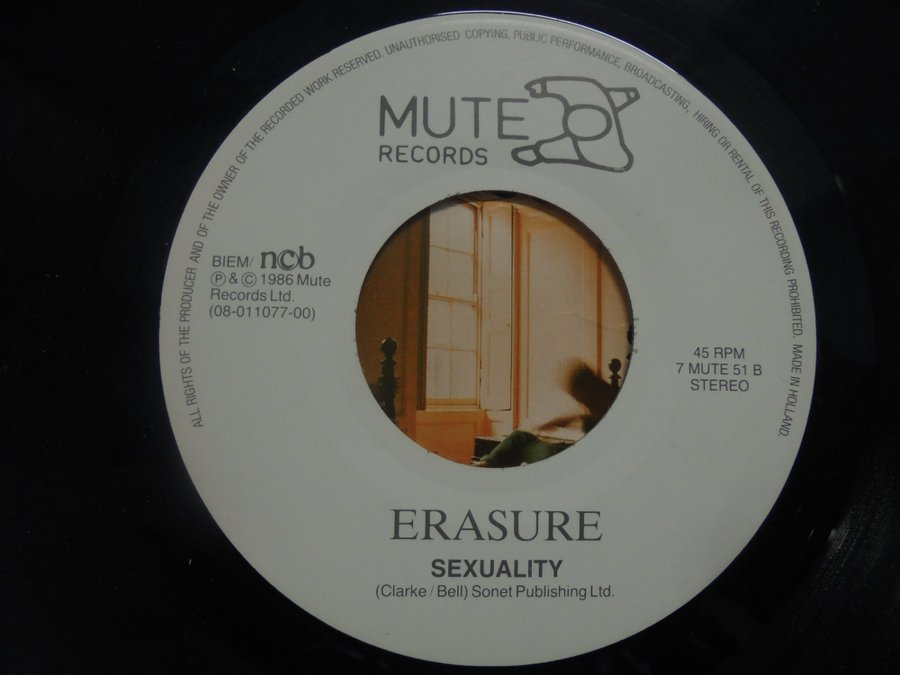 ALL RIGHTS OF THE PRODUCER AND OF THE OWNER OF THE RECORDED WORK RESERVED. UNAUTHORISED COPYING, PUBLIC PERFORMANCE, BROADCASTING, HIRING OR RENTAL OF THIS RECORDING PROHIBITED. MADE IN HOLLAND.
MUTE
RECORDS
BIEM/ ncb
Ⓟ & © 1986 Mute
Records Ltd.
(08-011077-00)
45 RPM
7 MUTE 51 B
STEREO
ERASURE
SEXUALITY
(Clarke / Bell) Sonet Publishing Ltd.